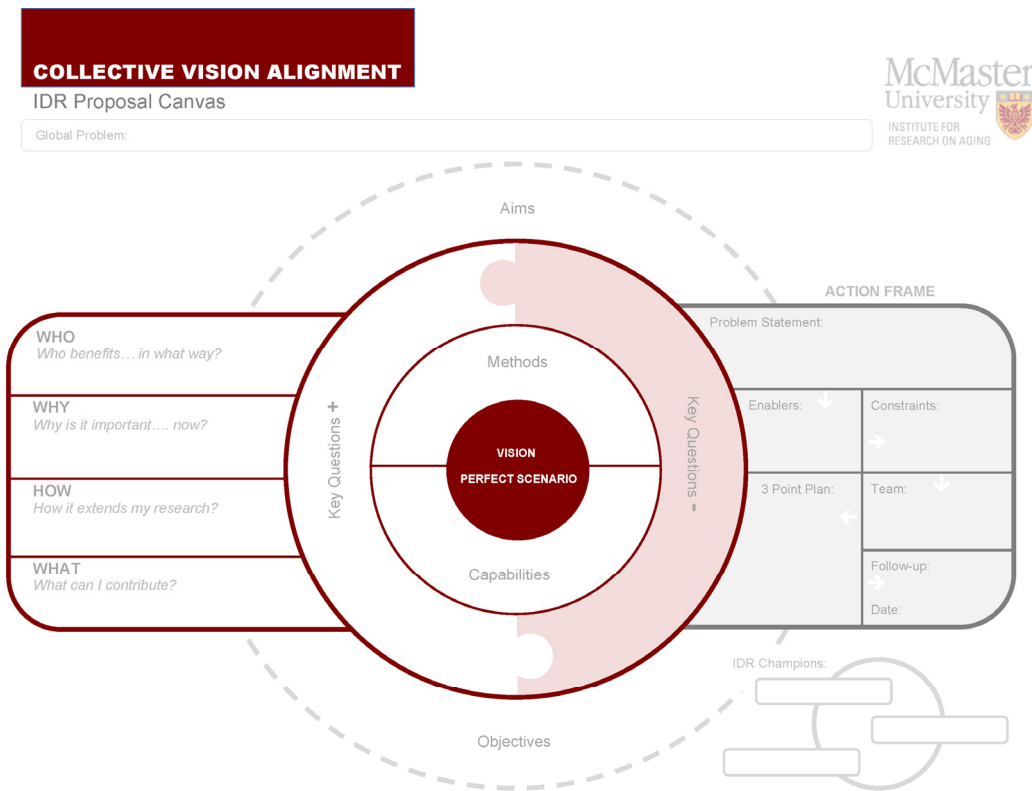 COLLECTIVE VISION ALIGNMENT
IDR Proposal Canvas
McMaster
University
INSTITUTE FOR
RESEARCH ON AGING
Global Problem:
Aims
ACTION FRAME
WHO
Who benefits… in what way?
WHY
Why is it important…. now?
HOW
How it extends my research?
WHAT
What can I contribute?
Key Questions +
Methods
VISION
PERFECT SCENARIO
Capabilities
Key Questions -
Problem Statement:
Enablers:
Constraints:
3 Point Plan:
Team:
Follow-up:
Date:
Objectives
IDR Champions: